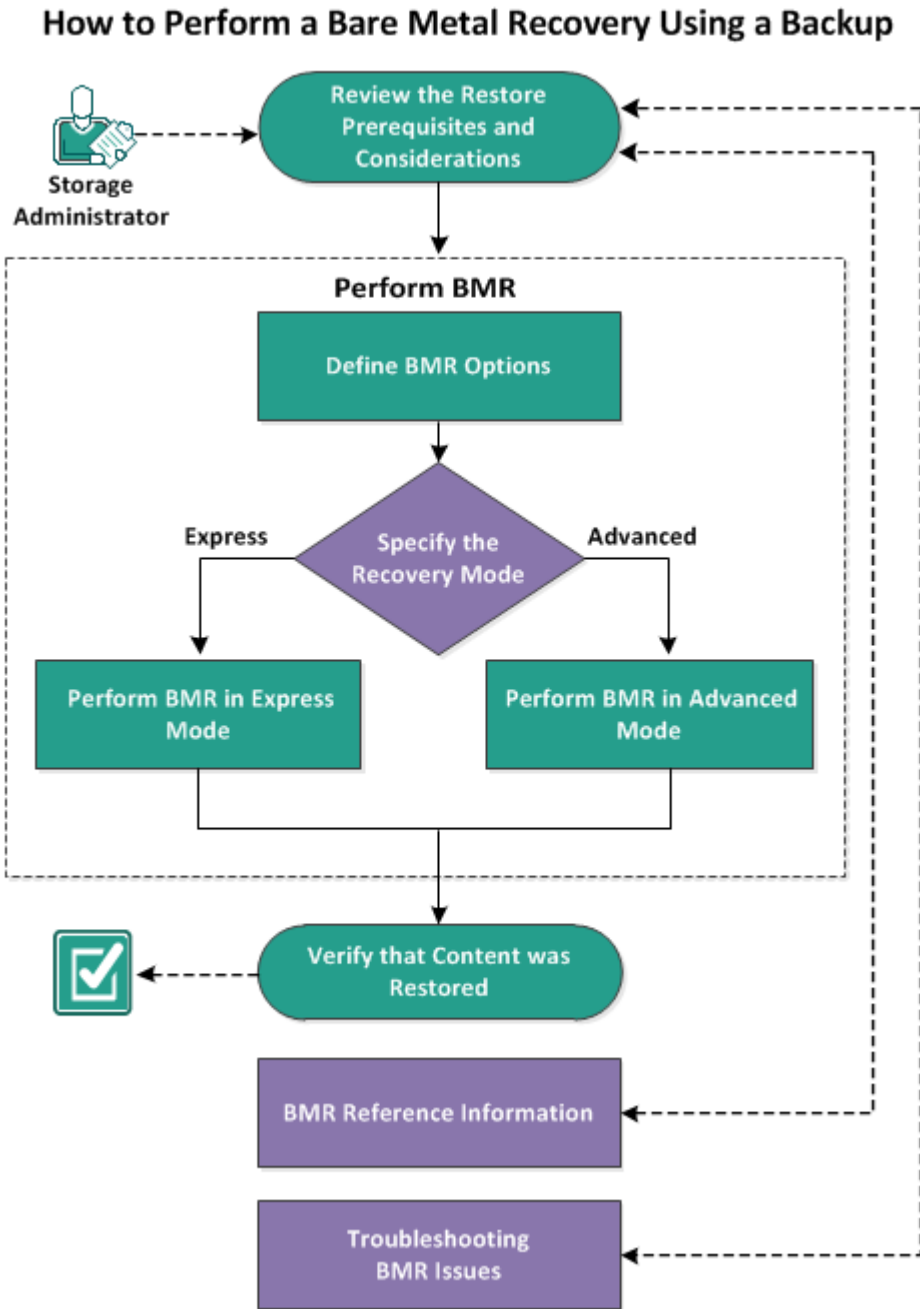 How to Perform a Bare Metal Recovery Using a Backup
Review the Restore
Prerequisites and
Considerations
Storage
Administrator
Perform BMR
Define BMR Options
Express
Advanced
Specify the
Recovery Mode
Perform BMR in Express
Mode
Perform BMR in Advanced
Mode
Verify that Content was
Restored
BMR Reference Information
Troubleshooting
BMR Issues